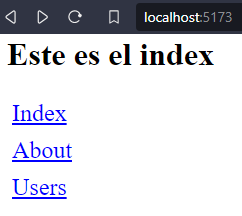 localhost:5173
Este es el index
Index
About
Users